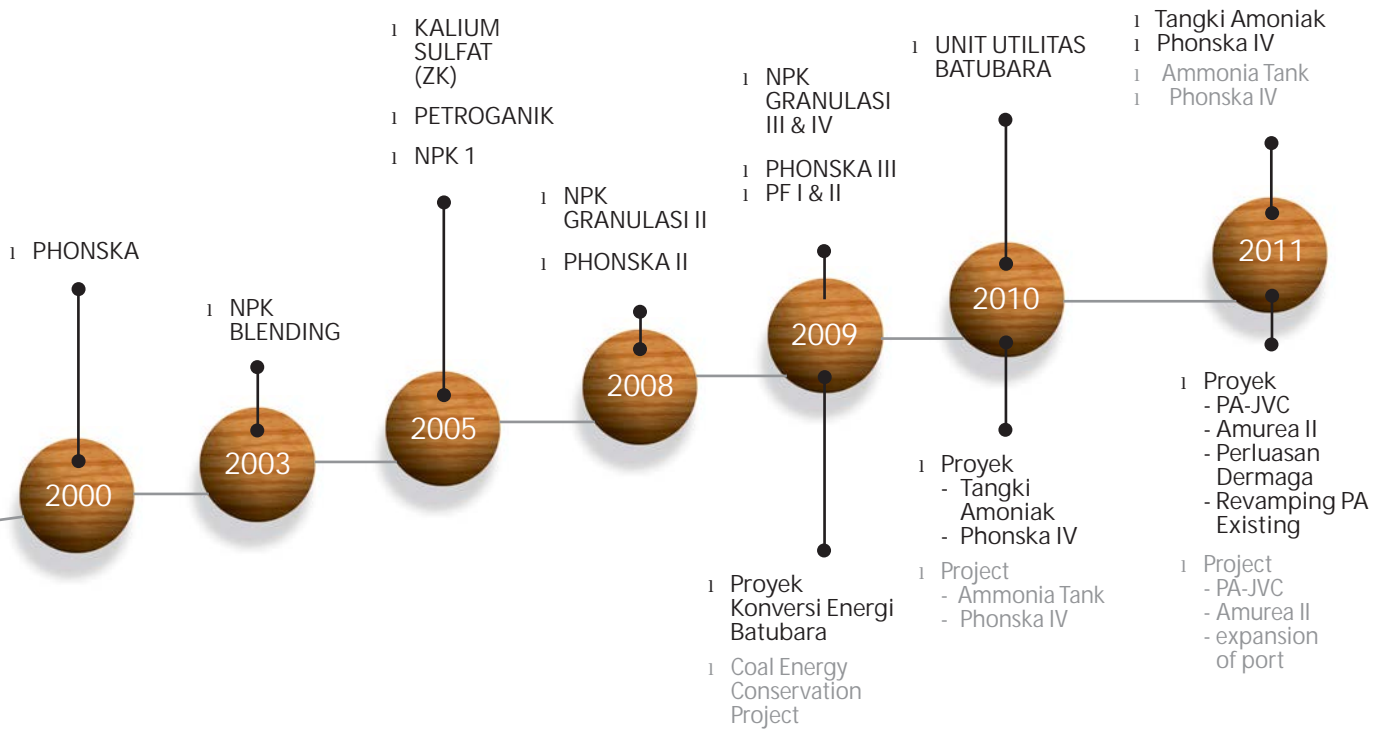 l PHONSKA
2000
l NPK
BLENDING
2003
l KALIUM
SULFAT
(ZK)
l PETROGANIK
l NPK 1
2005
l NPK
GRANULASI II
l PHONSKA II
2008
l NPK
GRANULASI
III & IV
l PHONSKA III
l PF I & II
2009
l Proyek
Konversi Energi
Batubara
l Coal Energy
Conservation
Project
l UNIT UTILITAS
BATUBARA
2010
l Proyek
- Tangki
Amoniak
- Phonska IV
l Project
- Ammonia Tank
- Phonska IV
l Tangki Amoniak
l Phonska IV
l Ammonia Tank
l Phonska IV
2011
l Proyek
- PA-JVC
- Amurea II
- Perluasan
Dermaga
- Revamping PA
Existing
l Project
- PA-JVC
- Amurea II
- expansion
of port